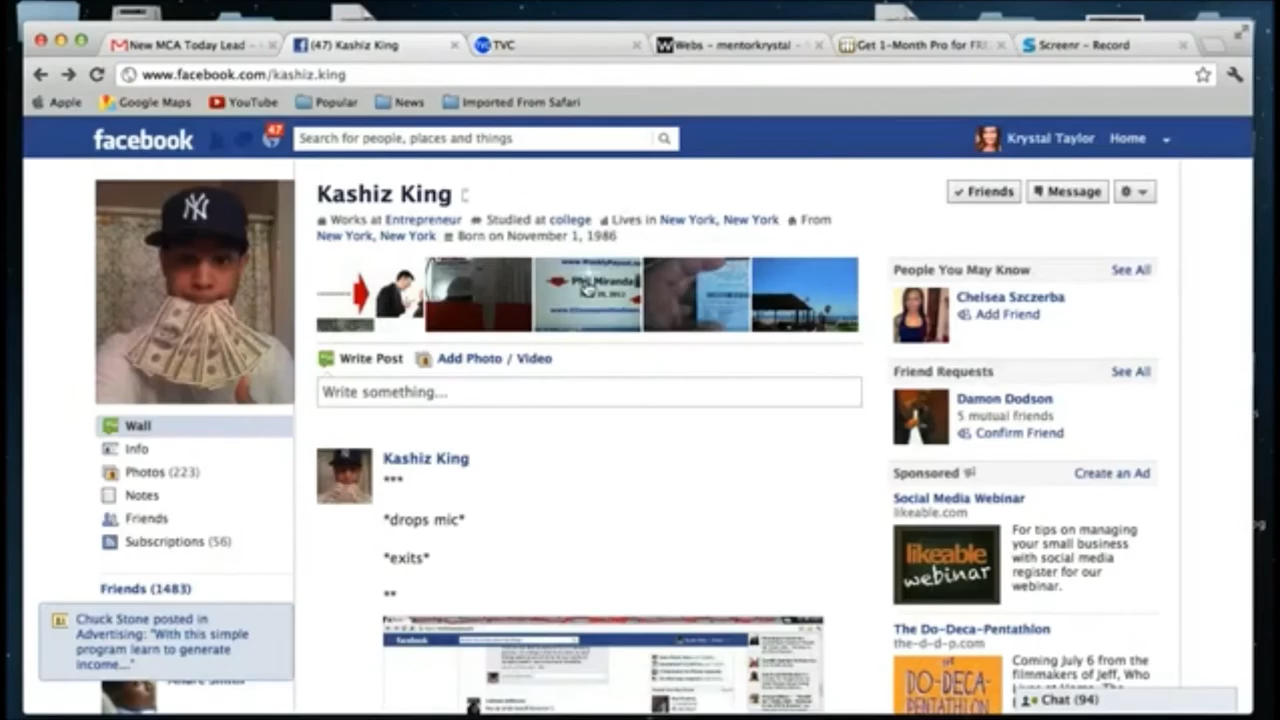 New MCA Today Lead -
(47) Kashiz King
TVC
Webs - mentorkrystal -
Get 1-Month Pro for FRE
Screenr - Record
www.facebook.com/kashiz.king
Apple
Google Maps
YouTube
Popular
News
Imported From Safari
facebook
47
Search for people, places and things
Krystal Taylor
Home
Kashiz King
Friends
Message
Works at Entrepreneur
Studied at college
Lives in New York, New York
From
New York, New York
Born on November 1, 1986
Write Post
Add Photo / Video
Write something...
Wall
Info
Photos (223)
Notes
Friends
Subscriptions (56)
Friends (1483)
Chuck Stone posted in
Advertising: "With this simple
program learn to generate
income..."
Kashiz King
***
*drops mic*
*exits*
**
facebook
People You May Know
See All
Chelsea Szczerba
Add Friend
Friend Requests
See All
Damon Dodson
5 mutual friends
Confirm Friend
Sponsored
Create an Ad
Social Media Webinar
likeable.com
likeable
webinar
For tips on managing
your small business
with social media
register for our
webinar.
The Do-Deca-Pentathlon
the-d-d-p.com
DO-DECA-
PENTATHLON
Coming July 6 from the
filmmakers of Jeff, Who
Chat (94)